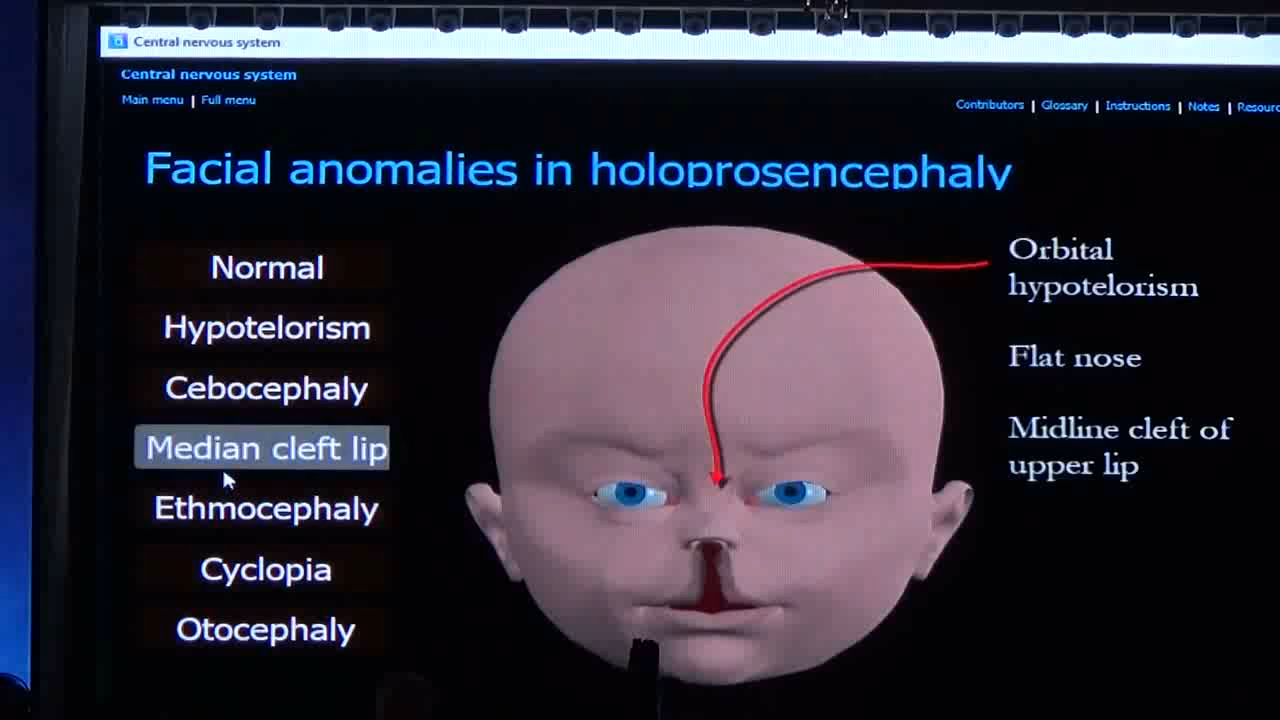 Central nervous system
Central nervous system
Main menu | Full menu
Contributors | Glossary | Instructions | Notes |
Facial anomalies in holoprosencephaly
Normal
Hypotelorism
Cebocephaly
Median cleft lip
Ethmocephaly
Cyclopia
Otocephaly
Orbital
hypotelorism
Flat nose
Midline cleft of
upper lip